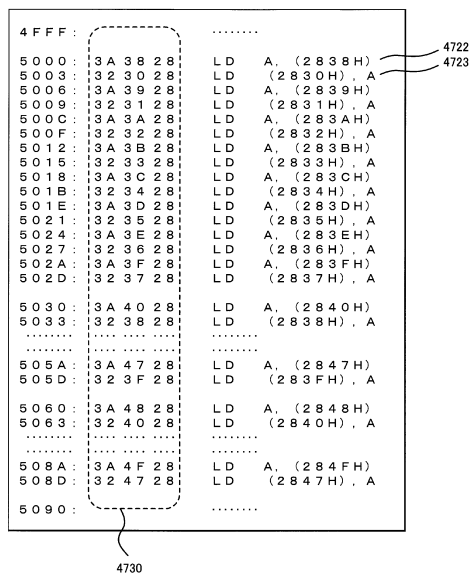 4FFF: ........
5000: 3A 38 28 LD A, (2838H) 4722
5003: 32 30 28 LD (2830H), A 4723
5006: 3A 39 28 LD A, (2839H)
5009: 32 31 28 LD (2831H), A
500C: 3A 3A 28 LD A, (283AH)
500F: 32 32 28 LD (2832H), A
5012: 3A 3B 28 LD A, (283BH)
5015: 32 33 28 LD (2833H), A
5018: 3A 3C 28 LD A, (283CH)
501B: 32 34 28 LD (2834H), A
501E: 3A 3D 28 LD A, (283DH)
5021: 32 35 28 LD (2835H), A
5024: 3A 3E 28 LD A, (283EH)
5027: 32 36 28 LD (2836H), A
502A: 3A 3F 28 LD A, (283FH)
502D: 32 37 28 LD (2837H), A
5030: 3A 40 28 LD A, (2840H)
5033: 32 38 28 LD (2838H), A
........ .... .... .... ........
........ .... .... .... ........
505A: 3A 47 28 LD A, (2847H)
505D: 32 3F 28 LD (283FH), A
5060: 3A 48 28 LD A, (2848H)
5063: 32 40 28 LD (2840H), A
........ .... .... .... ........
........ .... .... .... ........
508A: 3A 4F 28 LD A, (284FH)
508D: 32 47 28 LD (2847H), A
5090: ........
4730